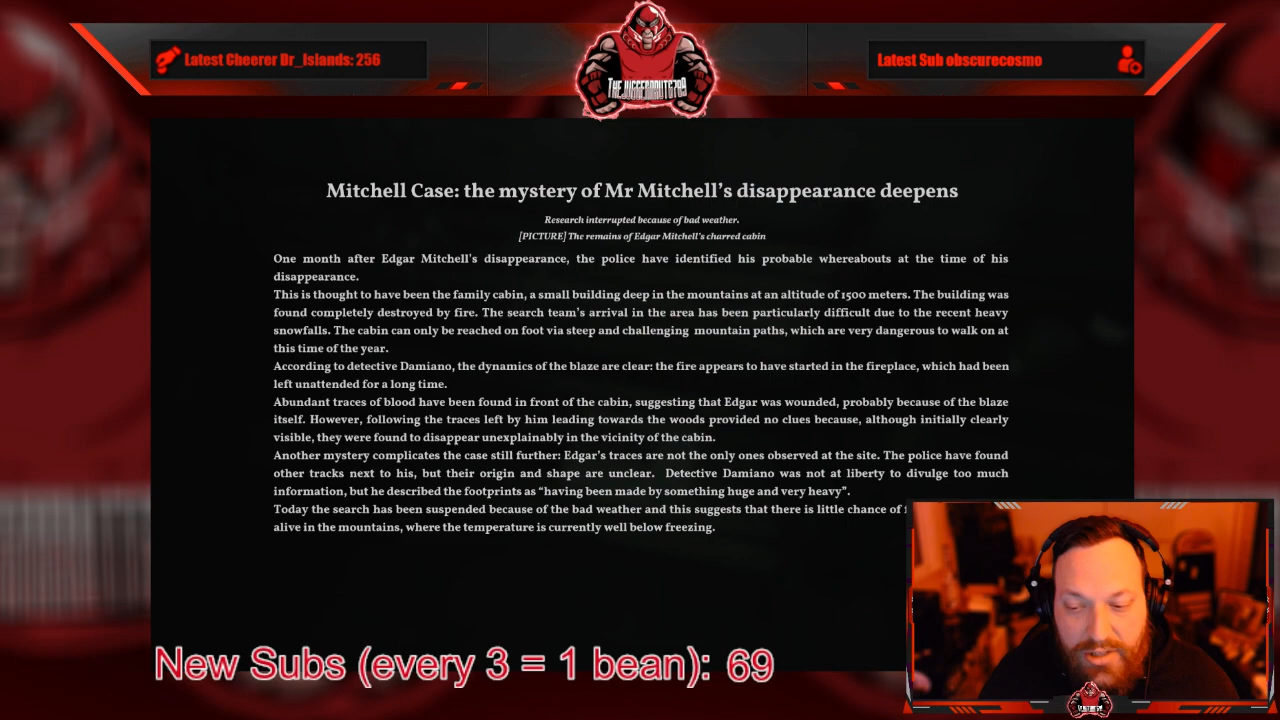 Latest Cheerer Dr_Islands: 256
Latest Sub obscurecosmo
Mitchell Case: the mystery of Mr Mitchell's disappearance deepens
Research interrupted because of bad weather.
[PICTURE] The remains of Edgar Mitchell's charred cabin
One month after Edgar Mitchell's disappearance, the police have identified his probable whereabouts at the time of his
disappearance.
This is thought to have been the family cabin, a small building deep in the mountains at an altitude of 1500 meters. The building was
found completely destroyed by fire. The search team's arrival in the area has been particularly difficult due to the recent heavy
snowfalls. The cabin can only be reached on foot via steep and challenging mountain paths, which are very dangerous to walk on at
this time of the year.
According to detective Damiano, the dynamics of the blaze are clear: the fire appears to have started in the fireplace, which had been
left unattended for a long time.
Abundant traces of blood have been found in front of the cabin, suggesting that Edgar was wounded, probably because of the blaze
itself. However, following the traces left by him leading towards the woods provided no clues because, although initially clearly
visible, they were found to disappear unexplainably in the vicinity of the cabin.
Another mystery complicates the case still further: Edgar's traces are not the only ones observed at the site. The police have found
other tracks next to his, but their origin and shape are unclear. Detective Damiano was not at liberty to divulge too much
information, but he described the footprints as “having been made by something huge and very heavy”.
Today the search has been suspended because of the bad weather and this suggests that there is little chance of
alive in the mountains, where the temperature is currently well below freezing.
New Subs (every 3 = 1 bean): 69